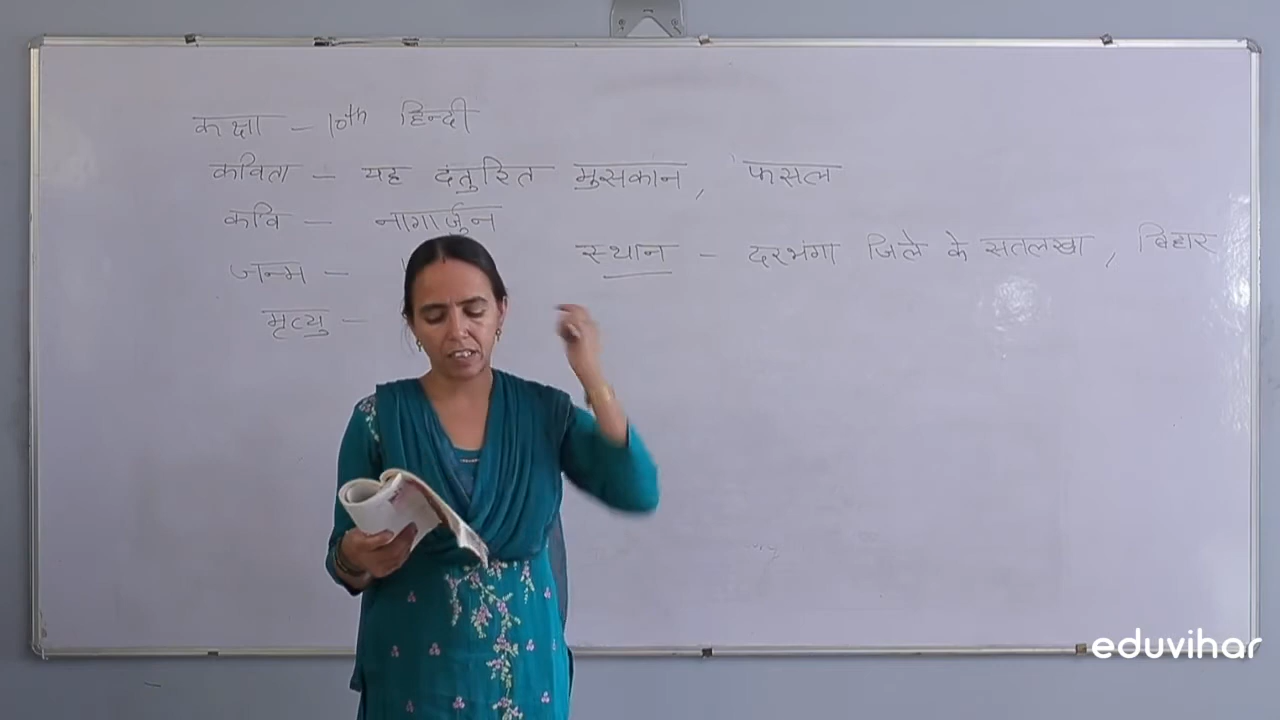 कक्षा – 10th हिन्दी
कविता – यह दंतुरित मुसकान, फसल
कवि – नागार्जुन
जन्म –
स्थान – दरभंगा जिले के सतलखा, बिहार
मृत्यु –
eduvihar